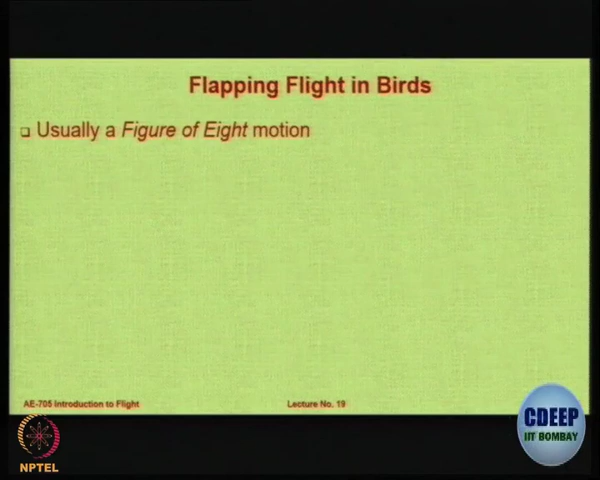 Flapping Flight in Birds
Usually a Figure of Eight motion
AE-705 Introduction to Flight
Lecture No. 19
NPTEL
CDEEP
IIT BOMBAY